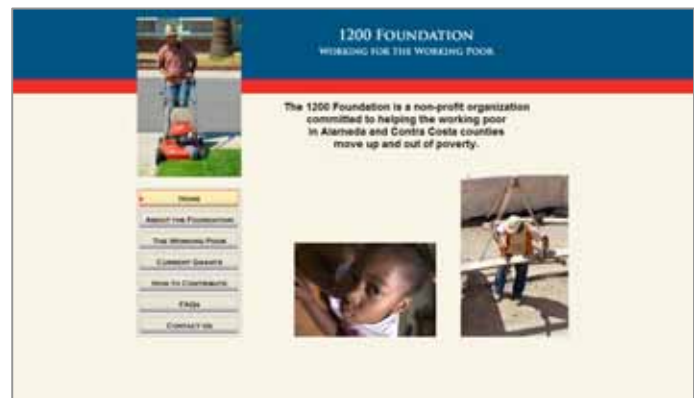 1200 Foundation
Working for the Working Poor
The 1200 Foundation is a non-profit organization
committed to helping the working poor
in Alameda and Contra Costa counties
move up and out of poverty.
Home
About the Foundation
The Working Poor
Current Grants
How to Contribute
FAQs
Contact Us